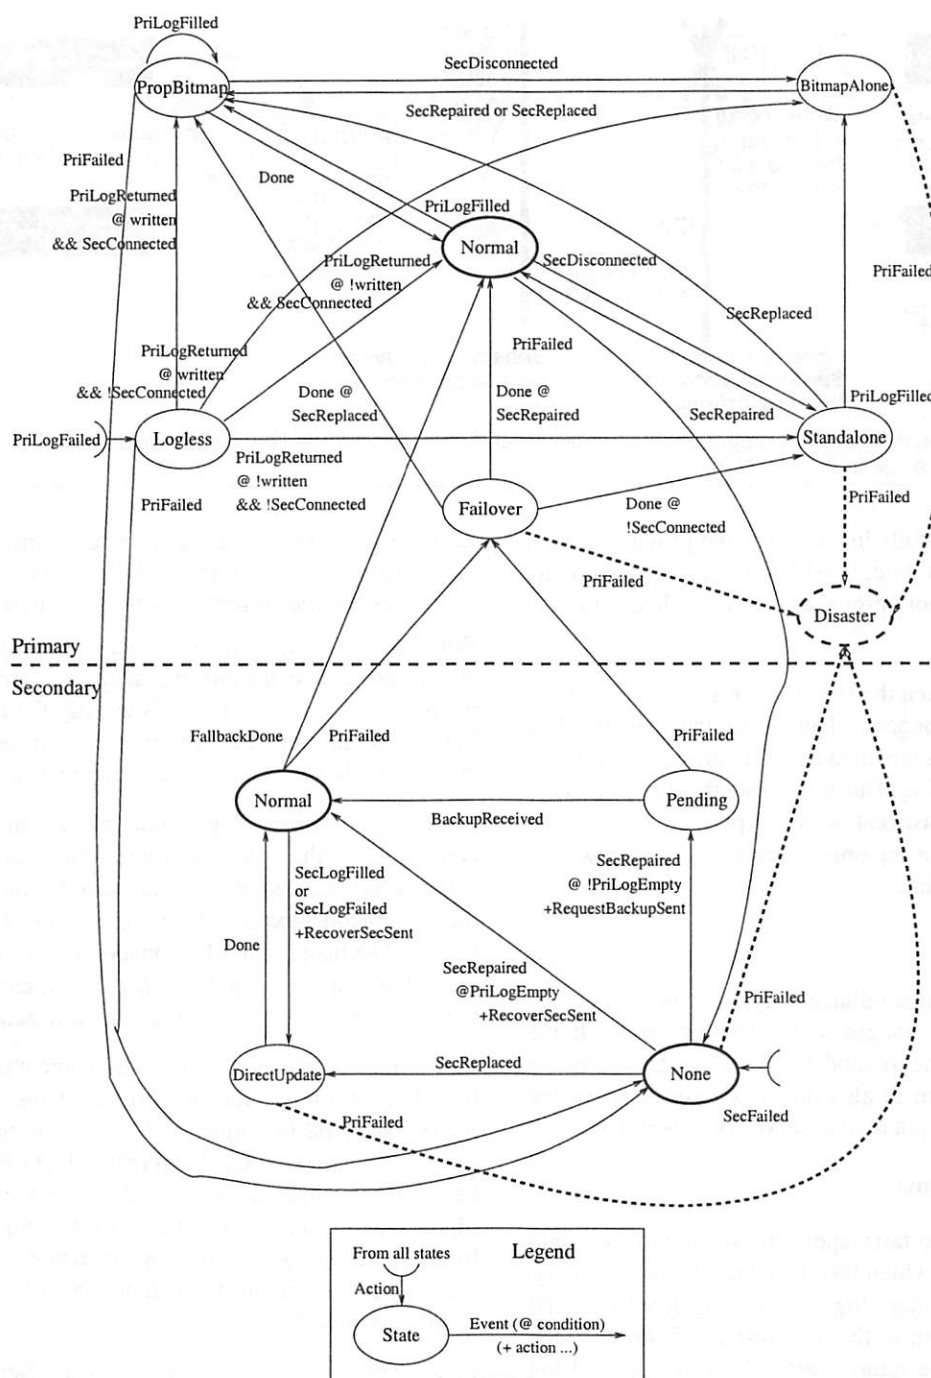 PriLogFilled
PropBitmap
SecDisconnected
BitmapAlone
SecRepaired or SecReplaced
PriFailed
Done
PriLogReturned
@ written
&& SecConnected
PriLogFilled
Normal
PriLogReturned
@ !written
&& SecConnected
SecDisconnected
PriFailed
SecReplaced
PriFailed
PriLogReturned
@ written
&& !SecConnected
Done @
SecReplaced
Done @
SecRepaired
SecRepaired
PriLogFilled
PriLogFailed
Logless
Standalone
PriFailed
PriLogReturned
@ !written
&& !SecConnected
Failover
Done @
!SecConnected
PriFailed
PriFailed
Disaster
Primary
Secondary
FallbackDone
PriFailed
PriFailed
Normal
Pending
BackupReceived
SecLogFilled
or
SecLogFailed
+RecoverSecSent
SecRepaired
@ !PriLogEmpty
+RequestBackupSent
Done
SecRepaired
@PriLogEmpty
+RecoverSecSent
PriFailed
DirectUpdate
SecReplaced
None
PriFailed
SecFailed
From all states
Legend
Action
State
Event (@ condition)
(+ action ...)